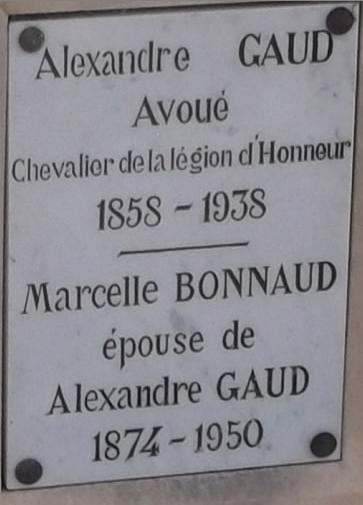 Alexandre GAUD
Avoué
Chevalier de la légion d'Honneur
1858 - 1938
Marcelle BONNAUD
épouse de
Alexandre GAUD
1874 - 1950